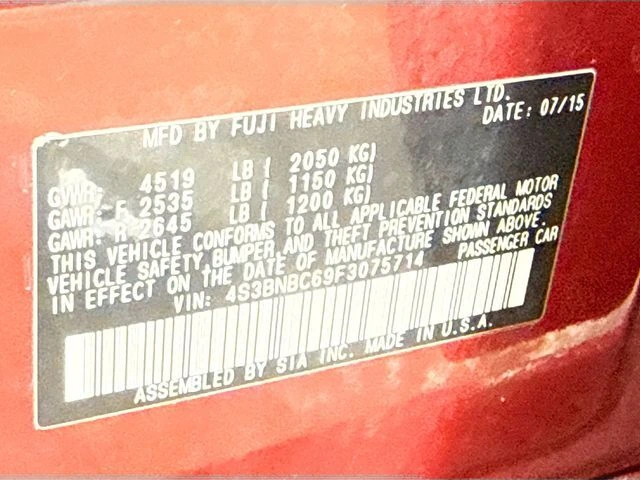 MFD BY FUJI HEAVY INDUSTRIES LTD.
DATE: 07/15
GVWR: 4519 LB ( 2050 KG)
GAWR: F 2535 LB ( 1150 KG)
GAWR: R 2645 LB ( 1200 KG)
THIS VEHICLE CONFORMS TO ALL APPLICABLE FEDERAL MOTOR
VEHICLE SAFETY, BUMPER, AND THEFT PREVENTION STANDARDS
IN EFFECT ON THE DATE OF MANUFACTURE SHOWN ABOVE.
VIN: 4S3BNBC69F3075714 PASSENGER CAR
ASSEMBLED BY SIA INC. MADE IN U.S.A.